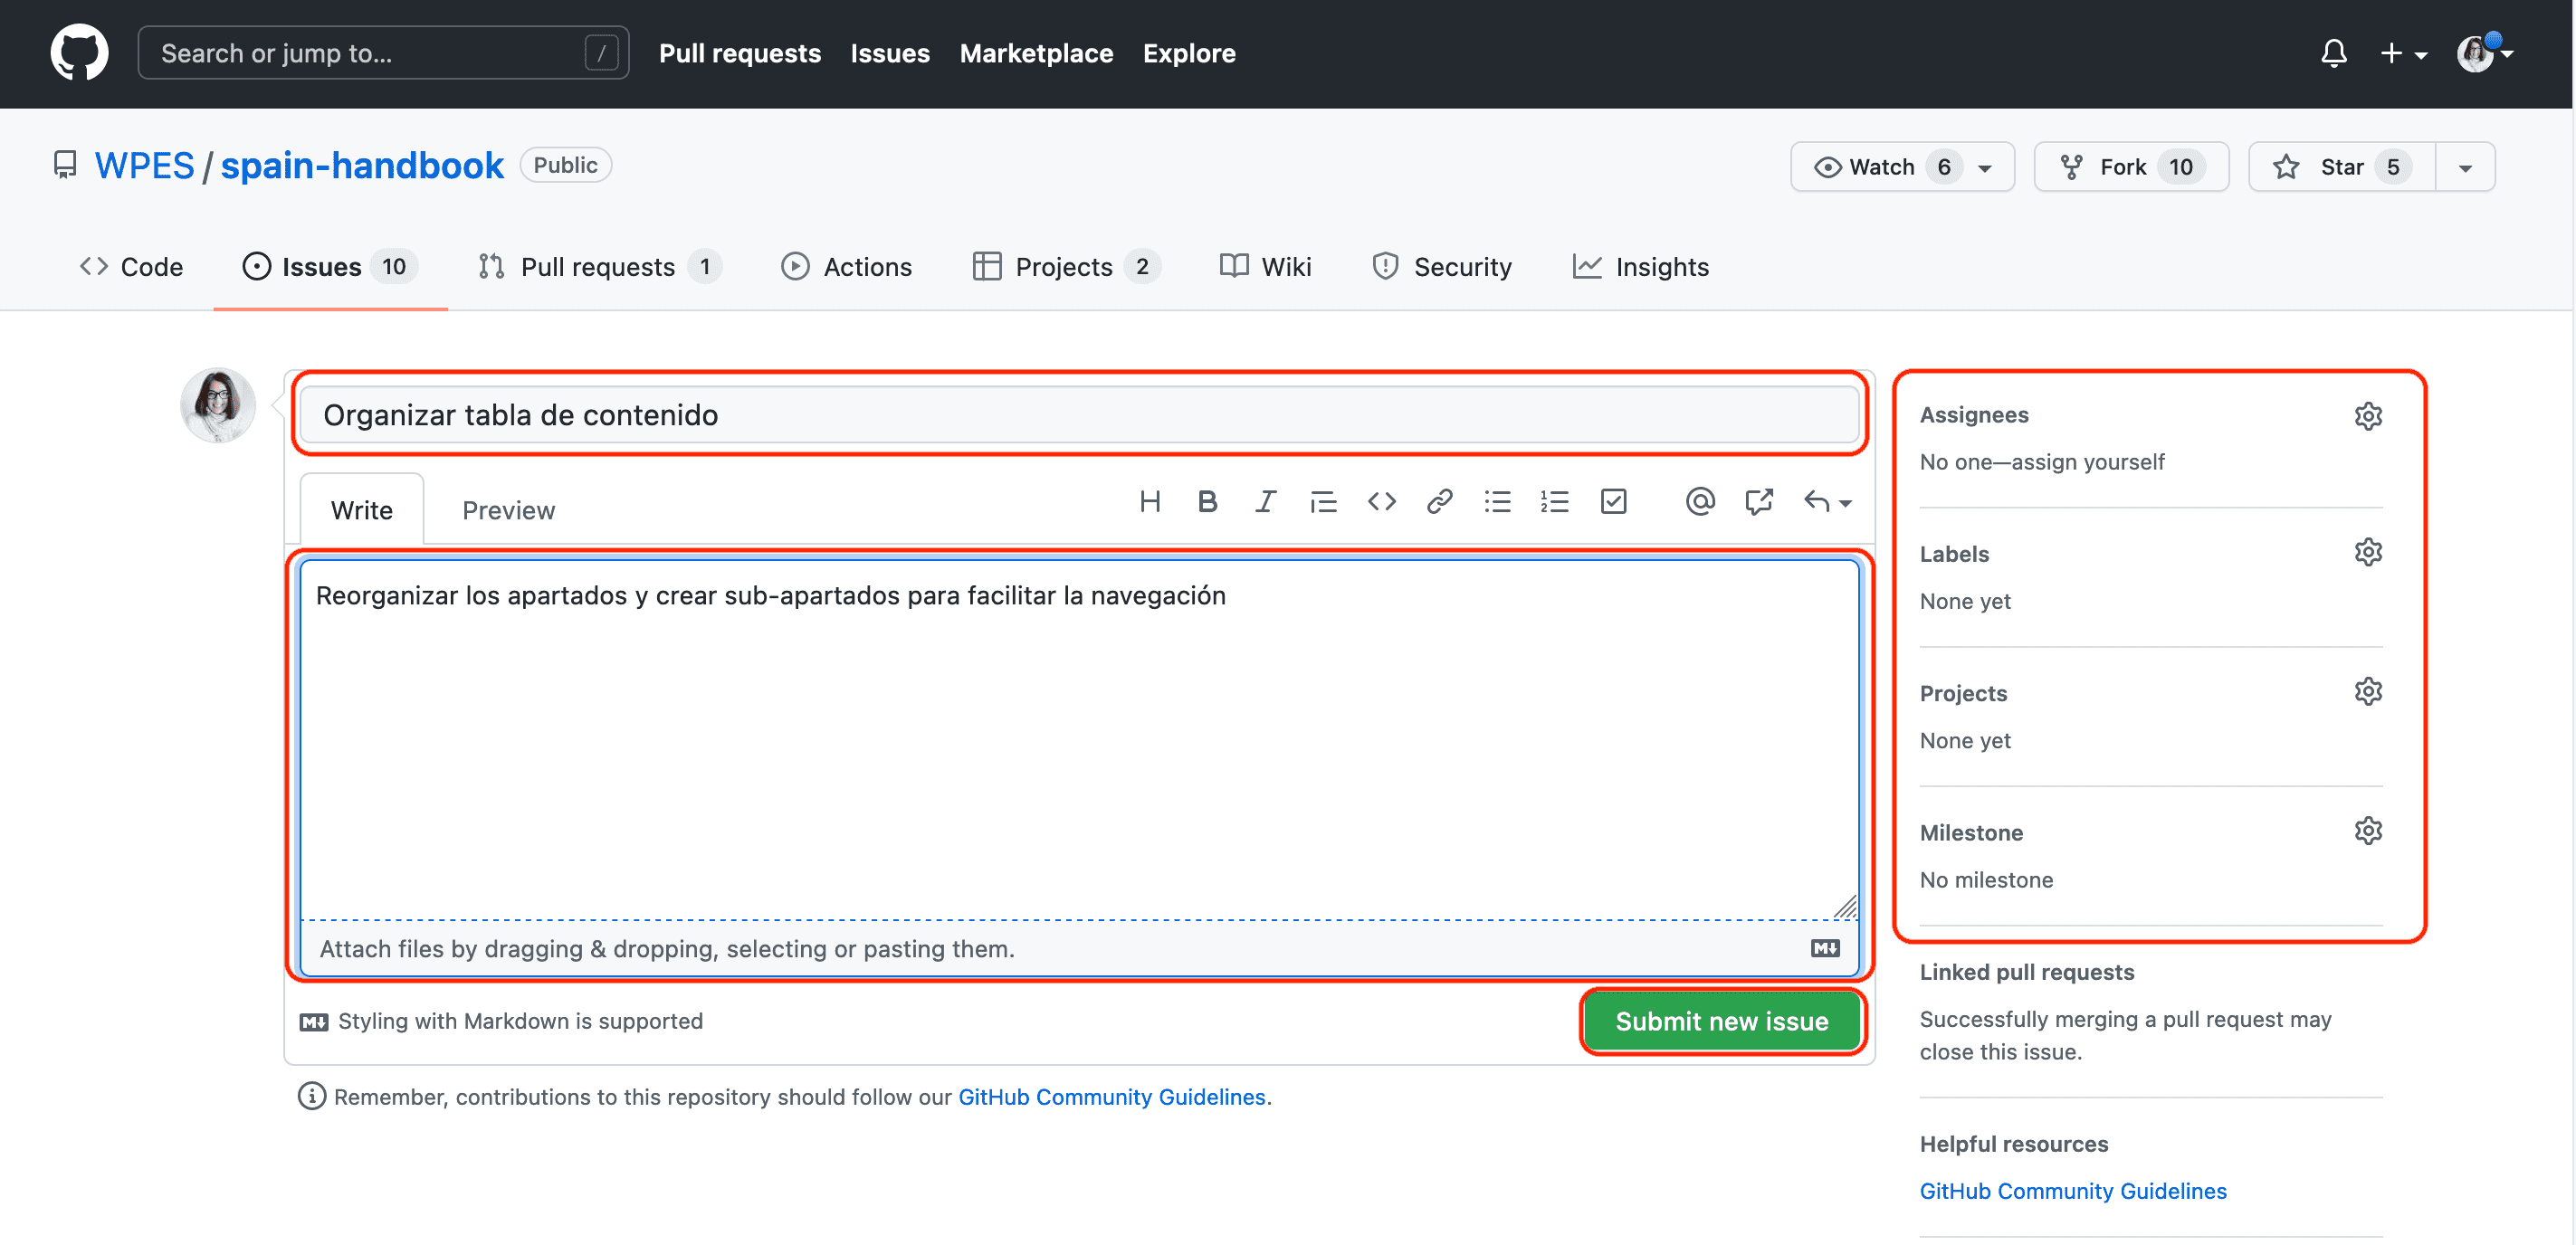 Search or jump to... /
Pull requests Issues Marketplace Explore
WPES / spain-handbook Public
Watch 6 Fork 10 Star 5
Code Issues 10 Pull requests 1 Actions Projects 2 Wiki Security Insights
Organizar tabla de contenido
Write Preview
Reorganizar los apartados y crear sub-apartados para facilitar la navegación
Attach files by dragging & dropping, selecting or pasting them.
Styling with Markdown is supported
Submit new issue
Remember, contributions to this repository should follow our GitHub Community Guidelines.
Assignees
No one—assign yourself
Labels
None yet
Projects
None yet
Milestone
No milestone
Linked pull requests
Successfully merging a pull request may
close this issue.
Helpful resources
GitHub Community Guidelines